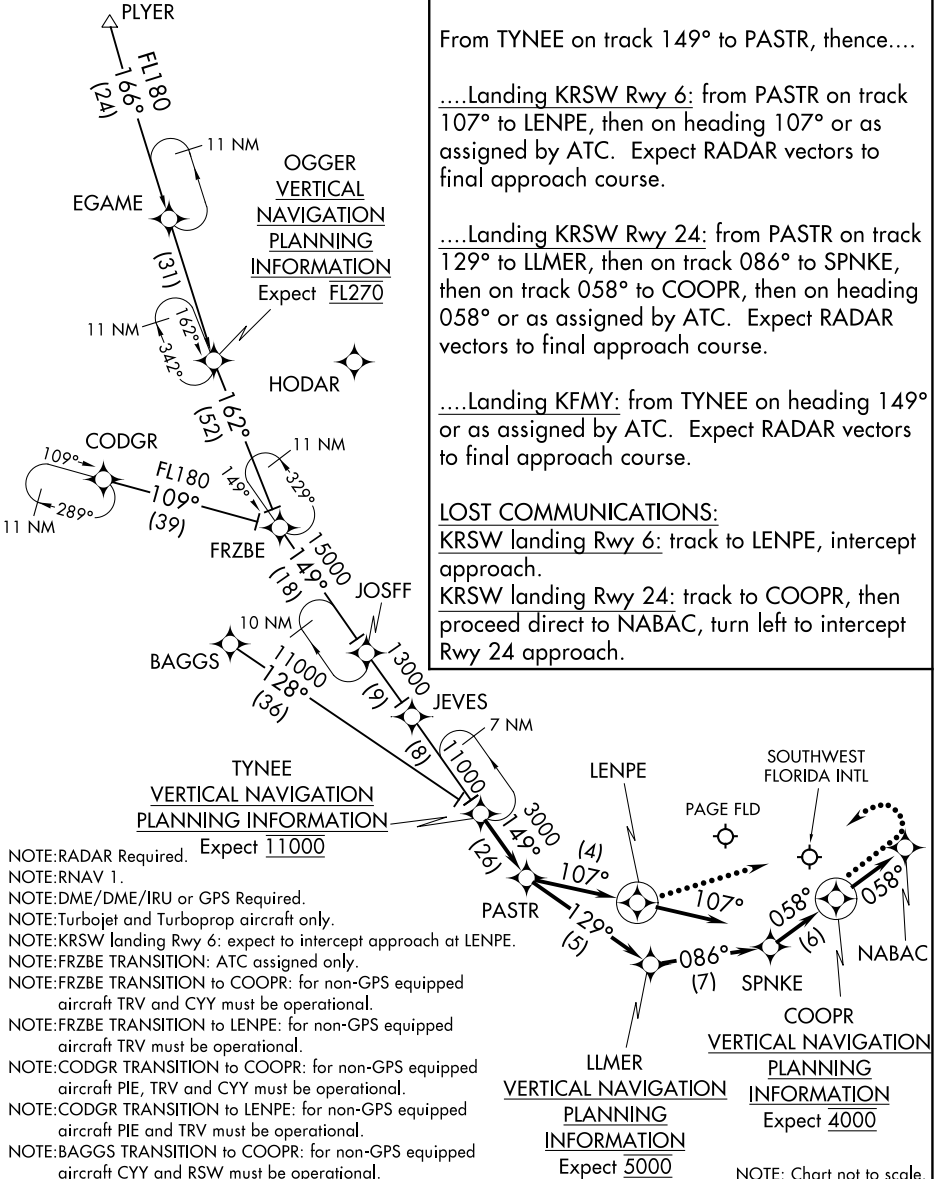 PLYER
FL180
166°
(24)
11 NM
EGAME
(31)
OGGER
VERTICAL
NAVIGATION
PLANNING
INFORMATION
Expect FL270
11 NM
162°
342°
HODAR
162°
(52)
CODGR
109°
289°
11 NM
FL180
109°
(39)
11 NM
149°
329°
FRZBE
15000
149°
(18)
JOSFF
10 NM
BAGGS
11000
128°
(36)
13000
(9)
JEVES
(8)
7 NM
11000
TYNEE
VERTICAL NAVIGATION
PLANNING INFORMATION
Expect 11000
3000
149°
(26)
PASTR
LENPE
(4)
107°
107°
PAGE FLD
SOUTHWEST
FLORIDA INTL
129°
(5)
086°
(7)
SPNKE
058°
(6)
058°
NABAC
COOPR
VERTICAL NAVIGATION
PLANNING
INFORMATION
Expect 4000
LLMER
VERTICAL NAVIGATION
PLANNING
INFORMATION
Expect 5000
From TYNEE on track 149° to PASTR, thence....
....Landing KRSW Rwy 6: from PASTR on track
107° to LENPE, then on heading 107° or as
assigned by ATC. Expect RADAR vectors to
final approach course.
....Landing KRSW Rwy 24: from PASTR on track
129° to LLMER, then on track 086° to SPNKE,
then on track 058° to COOPR, then on heading
058° or as assigned by ATC. Expect RADAR
vectors to final approach course.
....Landing KFMY: from TYNEE on heading 149°
or as assigned by ATC. Expect RADAR vectors
to final approach course.
LOST COMMUNICATIONS:
KRSW landing Rwy 6: track to LENPE, intercept
approach.
KRSW landing Rwy 24: track to COOPR, then
proceed direct to NABAC, turn left to intercept
Rwy 24 approach.
NOTE:RADAR Required.
NOTE:RNAV 1.
NOTE:DME/DME/IRU or GPS Required.
NOTE:Turbojet and Turboprop aircraft only.
NOTE:KRSW landing Rwy 6: expect to intercept approach at LENPE.
NOTE:FRZBE TRANSITION: ATC assigned only.
NOTE:FRZBE TRANSITION to COOPR: for non-GPS equipped
aircraft TRV and CYY must be operational.
NOTE:FRZBE TRANSITION to LENPE: for non-GPS equipped
aircraft TRV must be operational.
NOTE:CODGR TRANSITION to COOPR: for non-GPS equipped
aircraft PIE, TRV and CYY must be operational.
NOTE:CODGR TRANSITION to LENPE: for non-GPS equipped
aircraft PIE and TRV must be operational.
NOTE:BAGGS TRANSITION to COOPR: for non-GPS equipped
aircraft CYY and RSW must be operational.
NOTE: Chart not to scale.